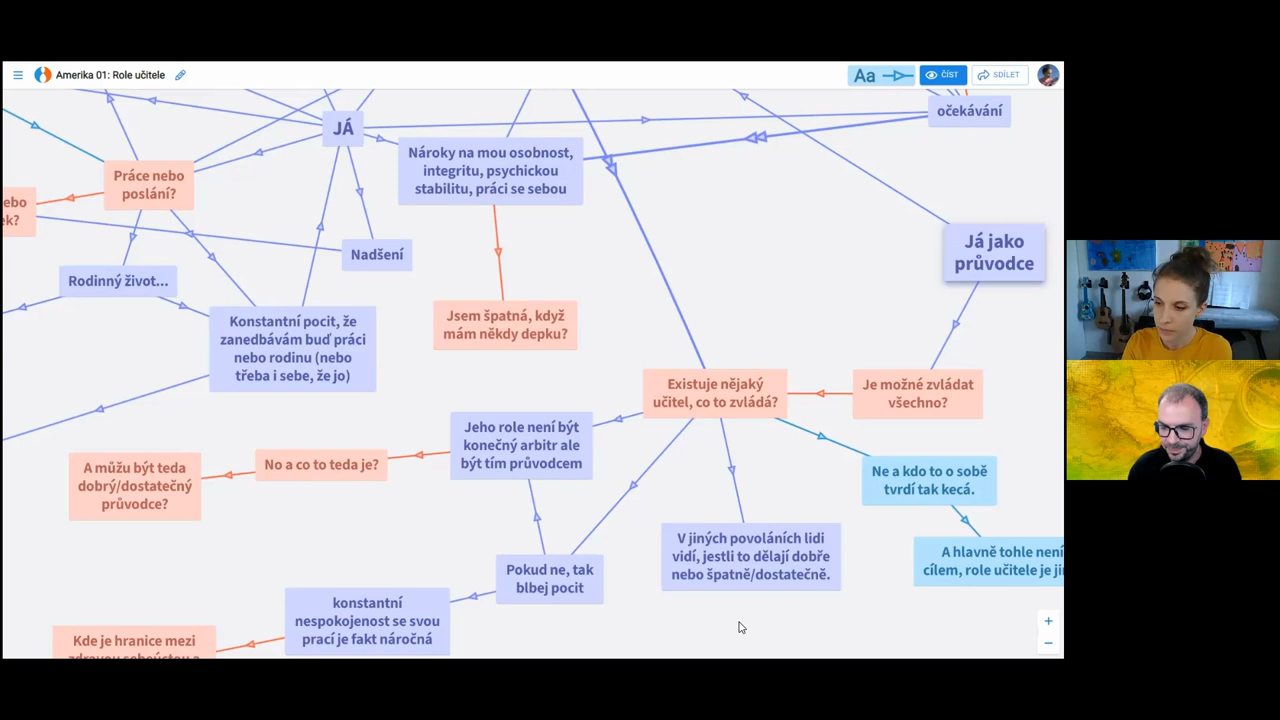 Amerika 01: Role učitele
Aa
ČÍST
SDÍLET
JÁ
očekávání
Nároky na mou osobnost,
integritu, psychickou
stabilitu, práci se sebou
Práce nebo
poslání?
ebo
ek?
Nadšení
Já jako
průvodce
Rodinný život...
Konstantní pocit, že
zanedbávám buď práci
nebo rodinu (nebo
třeba i sebe, že jo)
Jsem špatná, když
mám někdy depku?
Existuje nějaký
učitel, co to zvládá?
Je možné zvládat
všechno?
Jeho role není být
konečný arbitr ale
být tím průvodcem
No a co to teda je?
A můžu být teda
dobrý/dostatečný
průvodce?
Ne a kdo to o sobě
tvrdí tak kecá.
V jiných povoláních lidi
vidí, jestli to dělají dobře
nebo špatně/dostatečně.
A hlavně tohle není
cílem, role učitele je ji
Pokud ne, tak
blbej pocit
konstantní
nespokojenost se svou
prací je fakt náročná
Kde je hranice mezi
zdravou sebeúctou a